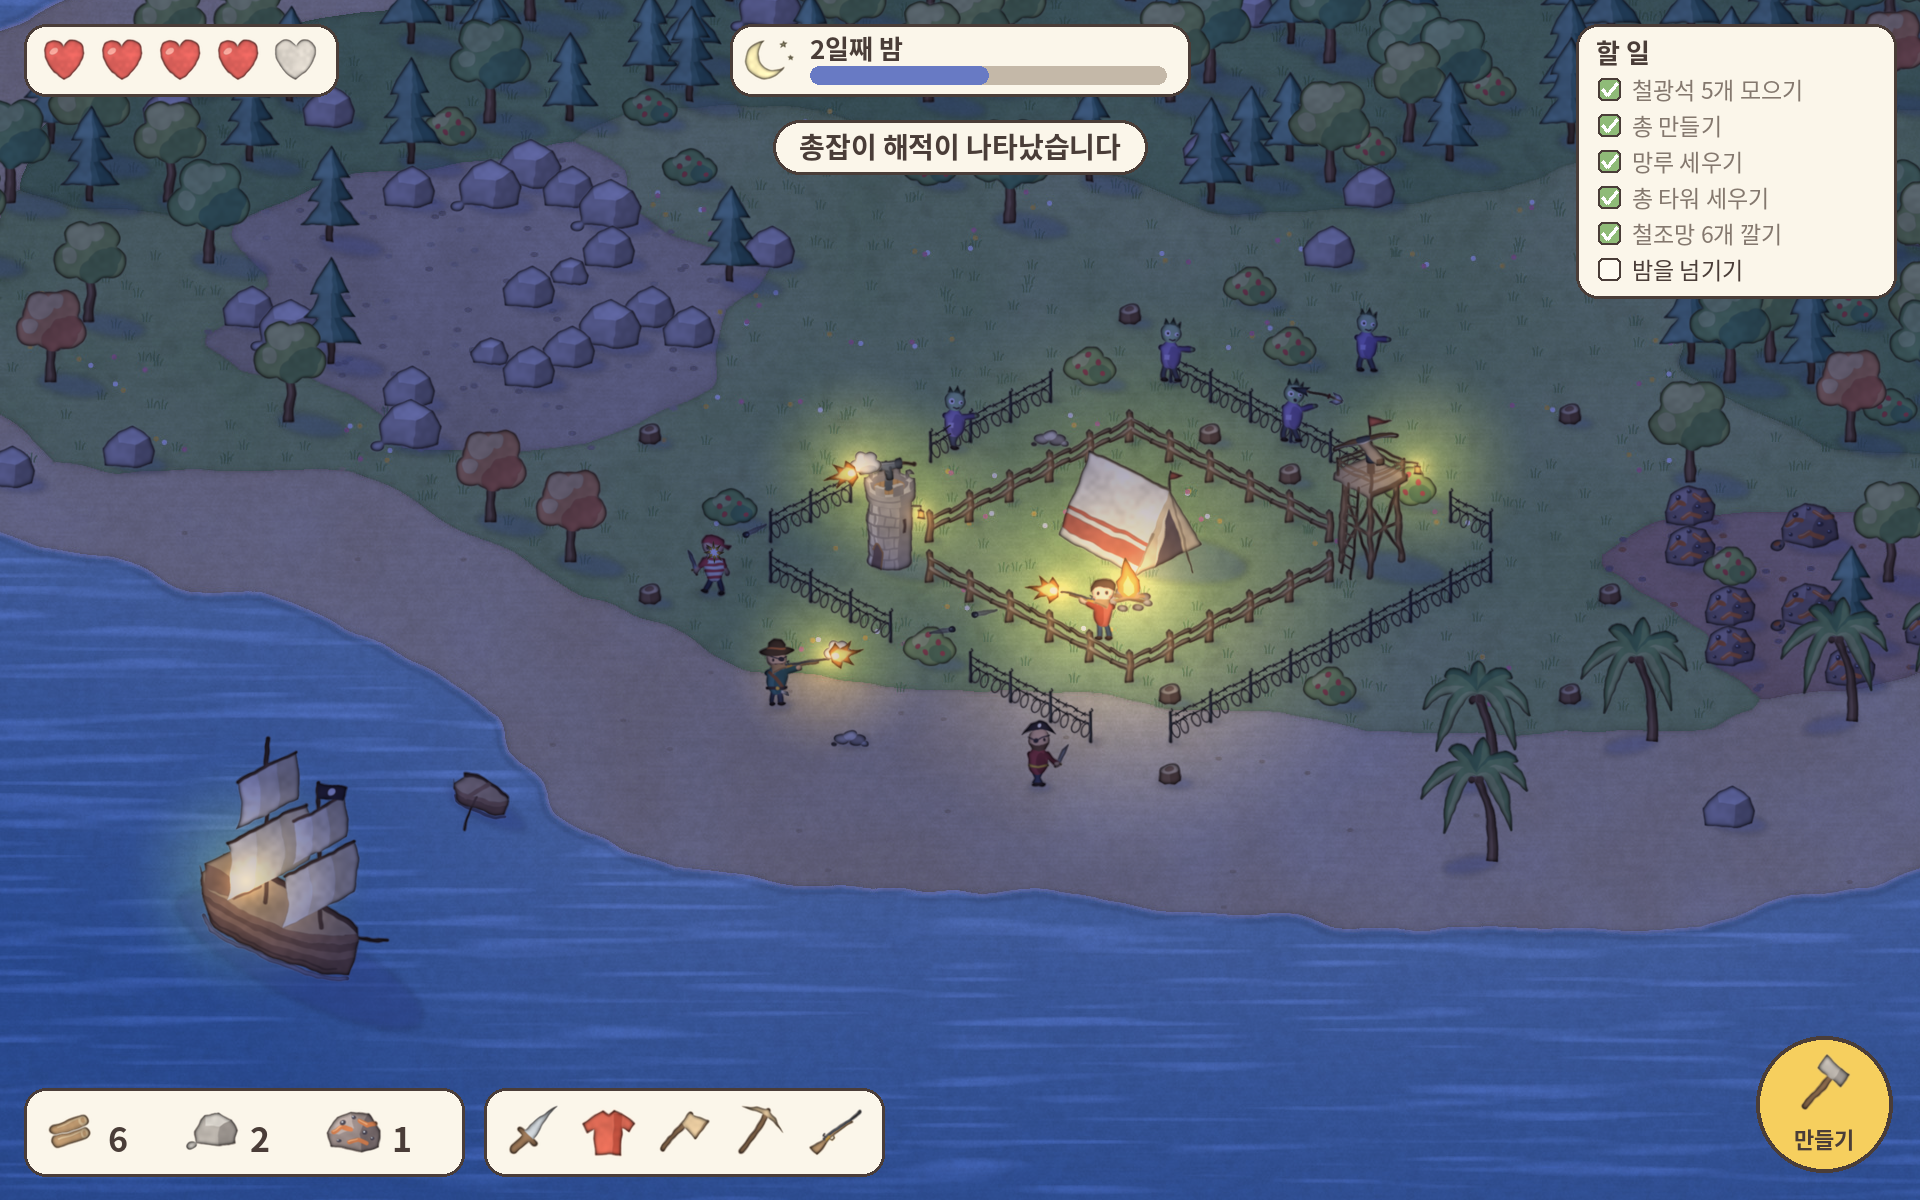 2일째 밤
총잡이 해적이 나타났습니다
할 일
철광석 5개 모으기
총 만들기
망루 세우기
총 타워 세우기
철조망 6개 깔기
밤을 넘기기
6
2
1
만들기